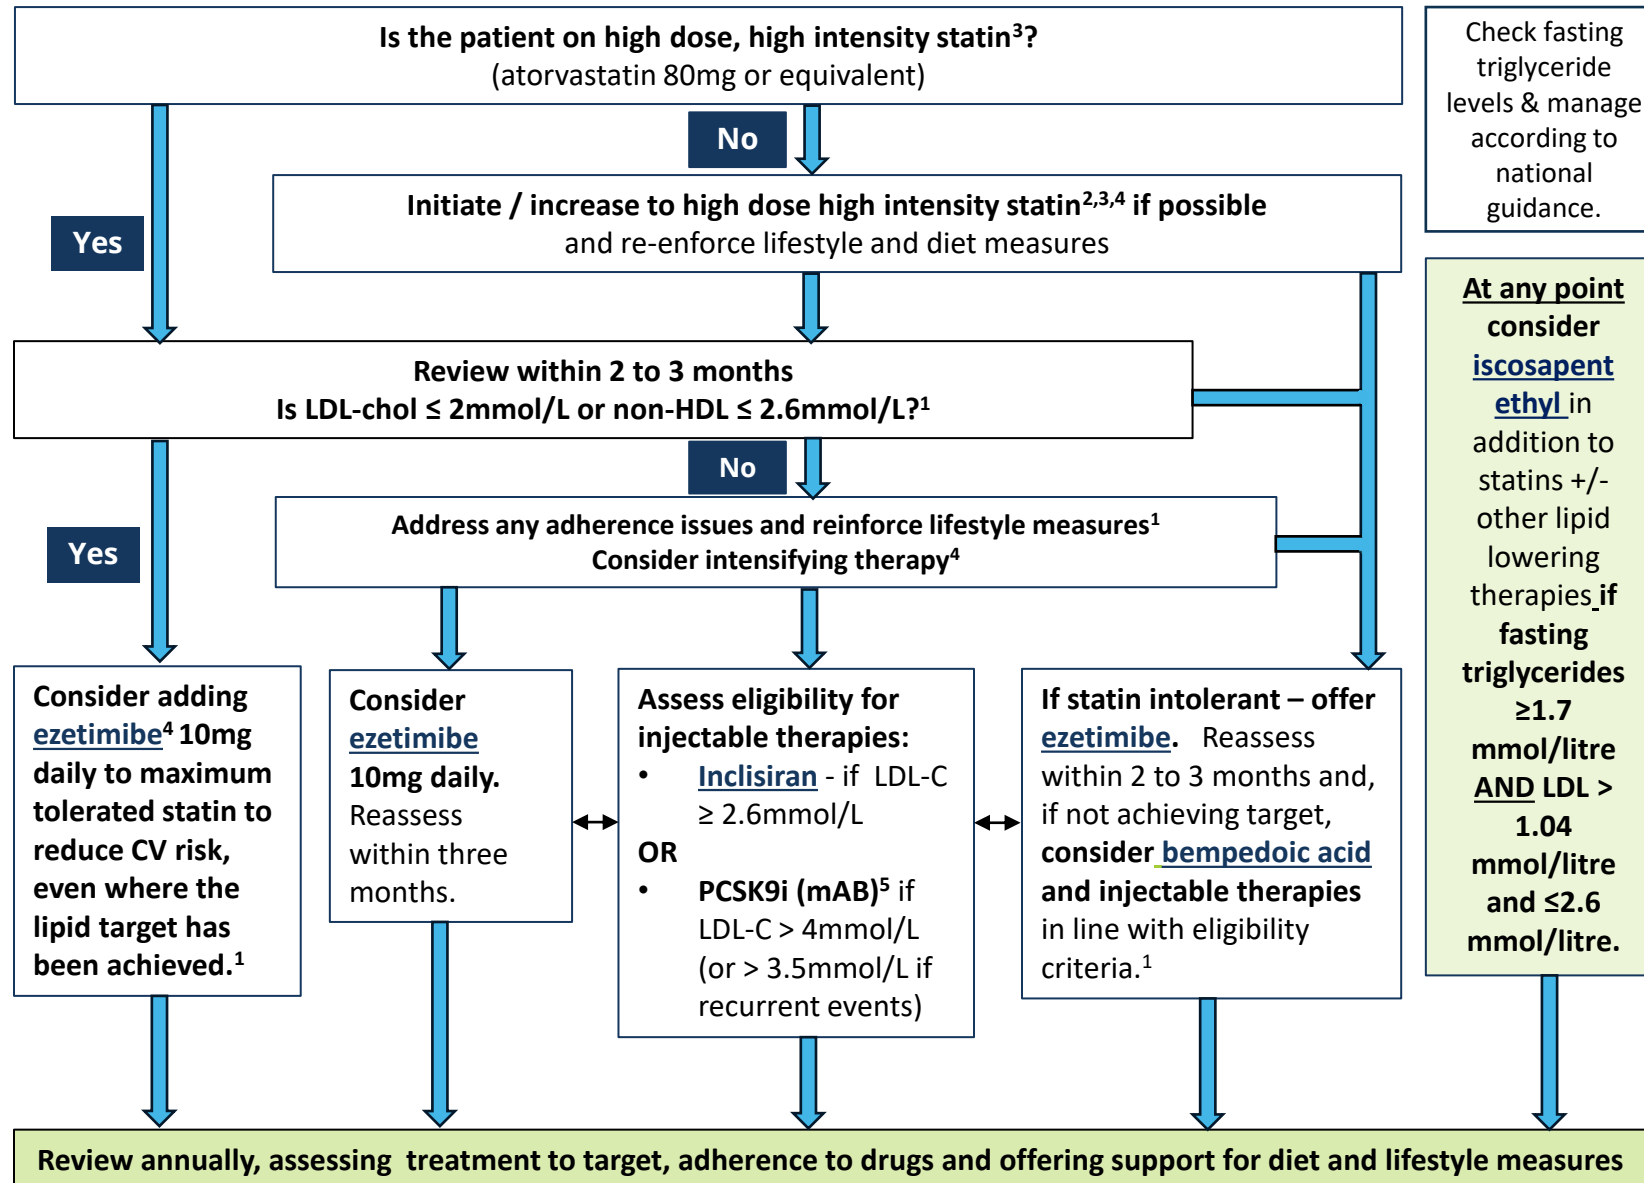 Is the patient on high dose, high intensity statin³?
(atorvastatin 80mg or equivalent)
No
Initiate / increase to high dose high intensity statin²,³,⁴ if possible
and re-enforce lifestyle and diet measures
Yes
Review within 2 to 3 months
Is LDL-chol ≤ 2mmol/L or non-HDL ≤ 2.6mmol/L?¹
No
Address any adherence issues and reinforce lifestyle measures¹
Consider intensifying therapy⁴
Yes
Consider adding
ezetimibe⁴ 10mg
daily to maximum
tolerated statin to
reduce CV risk,
even where the
lipid target has
been achieved.¹
Consider
ezetimibe
10mg daily.
Reassess
within three
months.
Assess eligibility for
injectable therapies:
• Inclisiran - if LDL-C
≥ 2.6mmol/L
OR
• PCSK9i (mAB)⁵ if
LDL-C > 4mmol/L
(or > 3.5mmol/L if
recurrent events)
If statin intolerant – offer
ezetimibe. Reassess
within 2 to 3 months and,
if not achieving target,
consider bempedoic acid
and injectable therapies
in line with eligibility
criteria.¹
Check fasting
triglyceride
levels & manage
according to
national
guidance.
At any point
consider
iscosapent
ethyl in
addition to
statins +/-
other lipid
lowering
therapies if
fasting
triglycerides
≥1.7
mmol/litre
AND LDL >
1.04
mmol/litre
and ≤2.6
mmol/litre.
Review annually, assessing treatment to target, adherence to drugs and offering support for diet and lifestyle measures